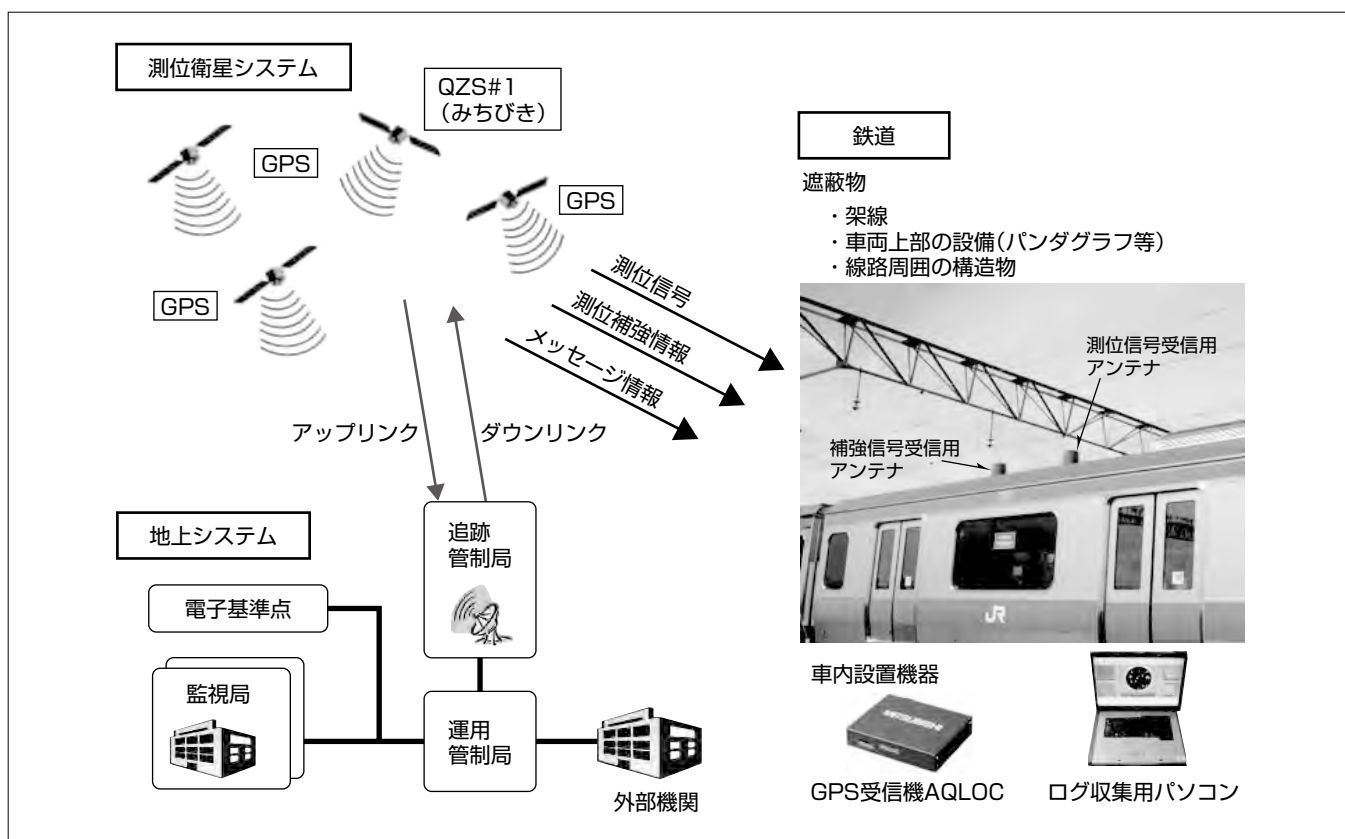 測位衛星システム
QZS#1
(みちびき)
GPS
GPS
GPS
測位信号
測位補強情報
メッセージ情報
アップリンク
ダウンリンク
地上システム
追跡
管制局
電子基準点
監視局
運用
管制局
外部機関
鉄道
遮蔽物
・架線
・車両上部の設備(パンダグラフ等)
・線路周囲の構造物
測位信号受信用
アンテナ
補強信号受信用
アンテナ
JR
車内設置機器
MITSUBISHI
GPS受信機AQLOC
ログ収集用パソコン